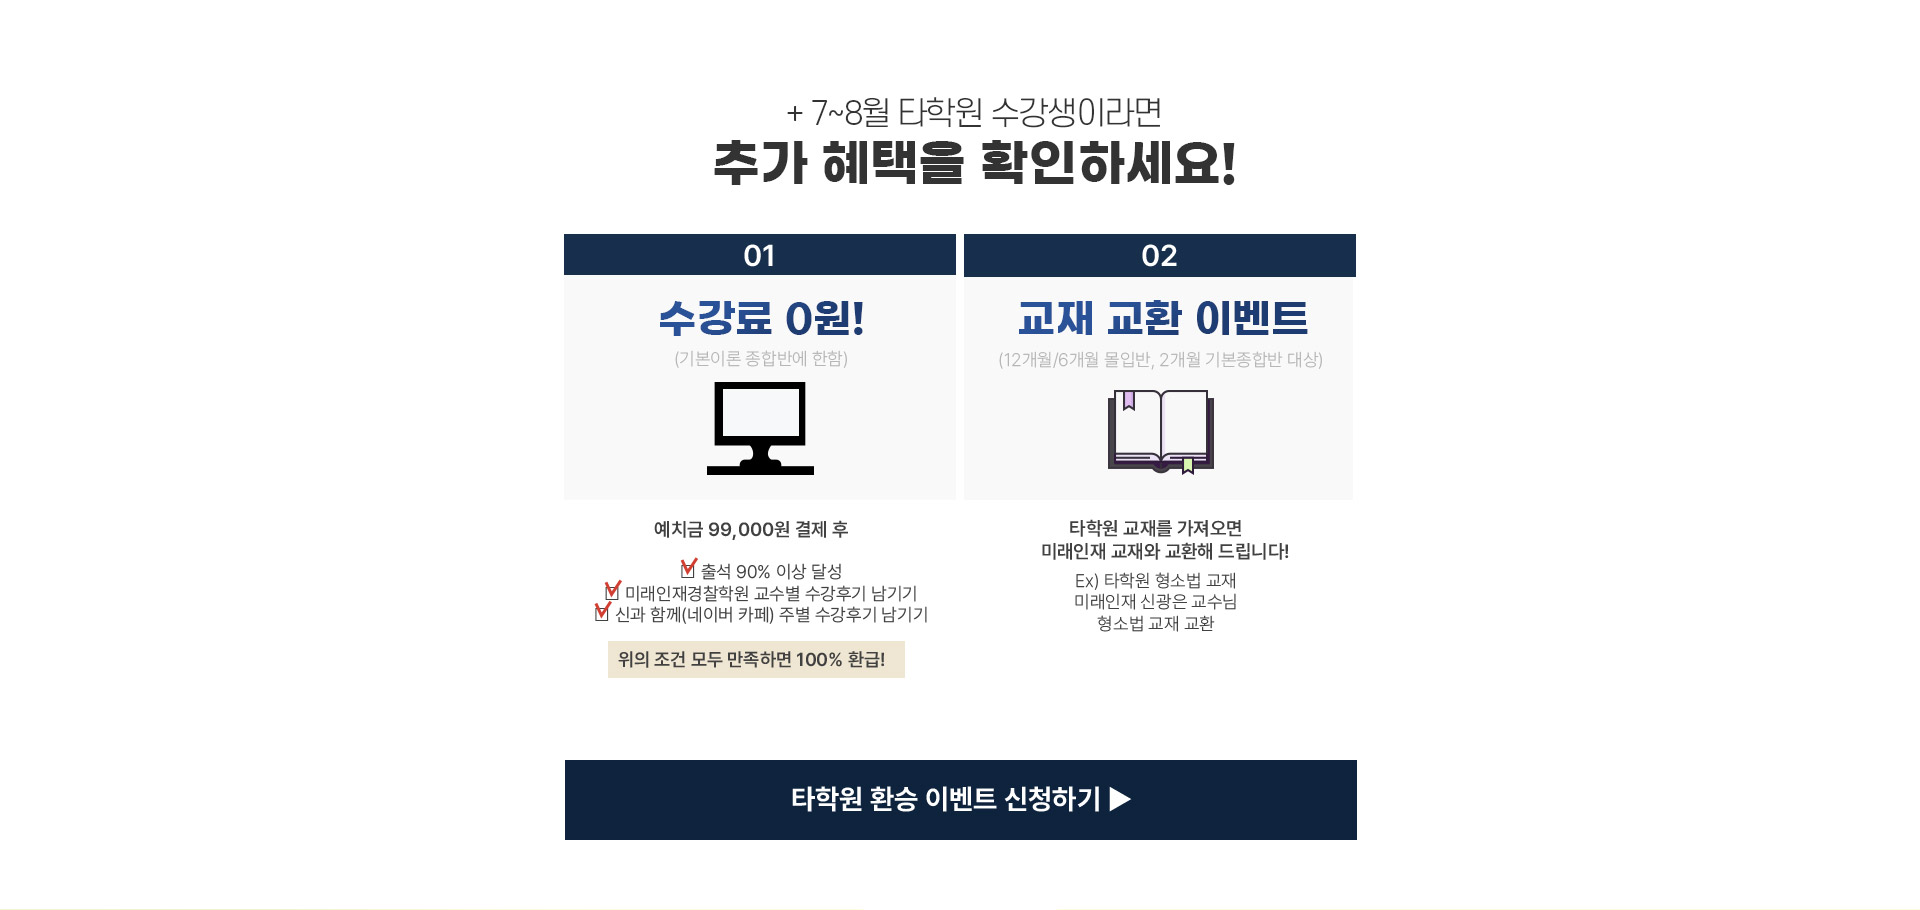 + 7~8월 타학원 수강생이라면
추가 혜택을 확인하세요!
01
수강료 0원!
(기본이론 종합반에 한함)
예치금 99,000원 결제 후
출석 90% 이상 달성
미래인재경찰학원 교수별 수강후기 남기기
신과 함께(네이버 카페) 주별 수강후기 남기기
위의 조건 모두 만족하면 100% 환급!
02
교재 교환 이벤트
(12개월/6개월 몰입반, 2개월 기본종합반 대상)
타학원 교재를 가져오면
미래인재 교재와 교환해 드립니다!
Ex) 타학원 형소법 교재
미래인재 신광은 교수님
형소법 교재 교환
타학원 환승 이벤트 신청하기 ▶